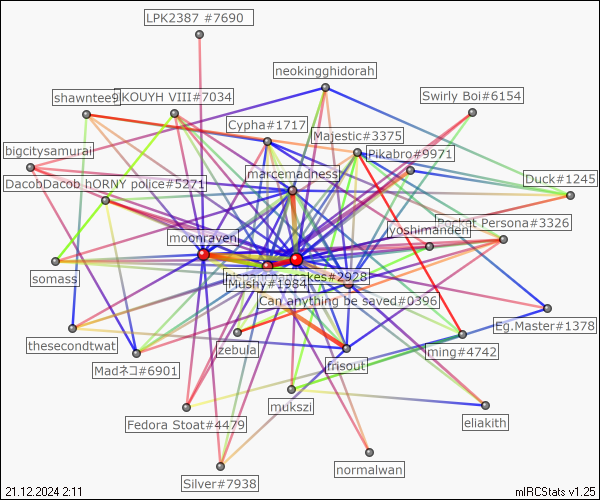 LPK2387 #7690
neokingghidorah
shawntee9
KOUYH VIII#7034
Swirly Boi#6154
Cypha#1717
Majestic#3375
bigcitysamurai
Pikabro#9971
marcemadness
Duck#1245
DacobDacob hORNY police#5271
Pocket Persona#3326
yoshimanden
moonraven
somass
kes#2928
Mushy#1984
Can anything be saved#0396
Eg.Master#1378
thesecondtwat
zebula
ming#4742
frisout
Madネコ#6901
mukszi
eliakith
Fedora Stoat#4479
normalwan
Silver#7938
21.12.2024 2:11
mIRCStats v1.25